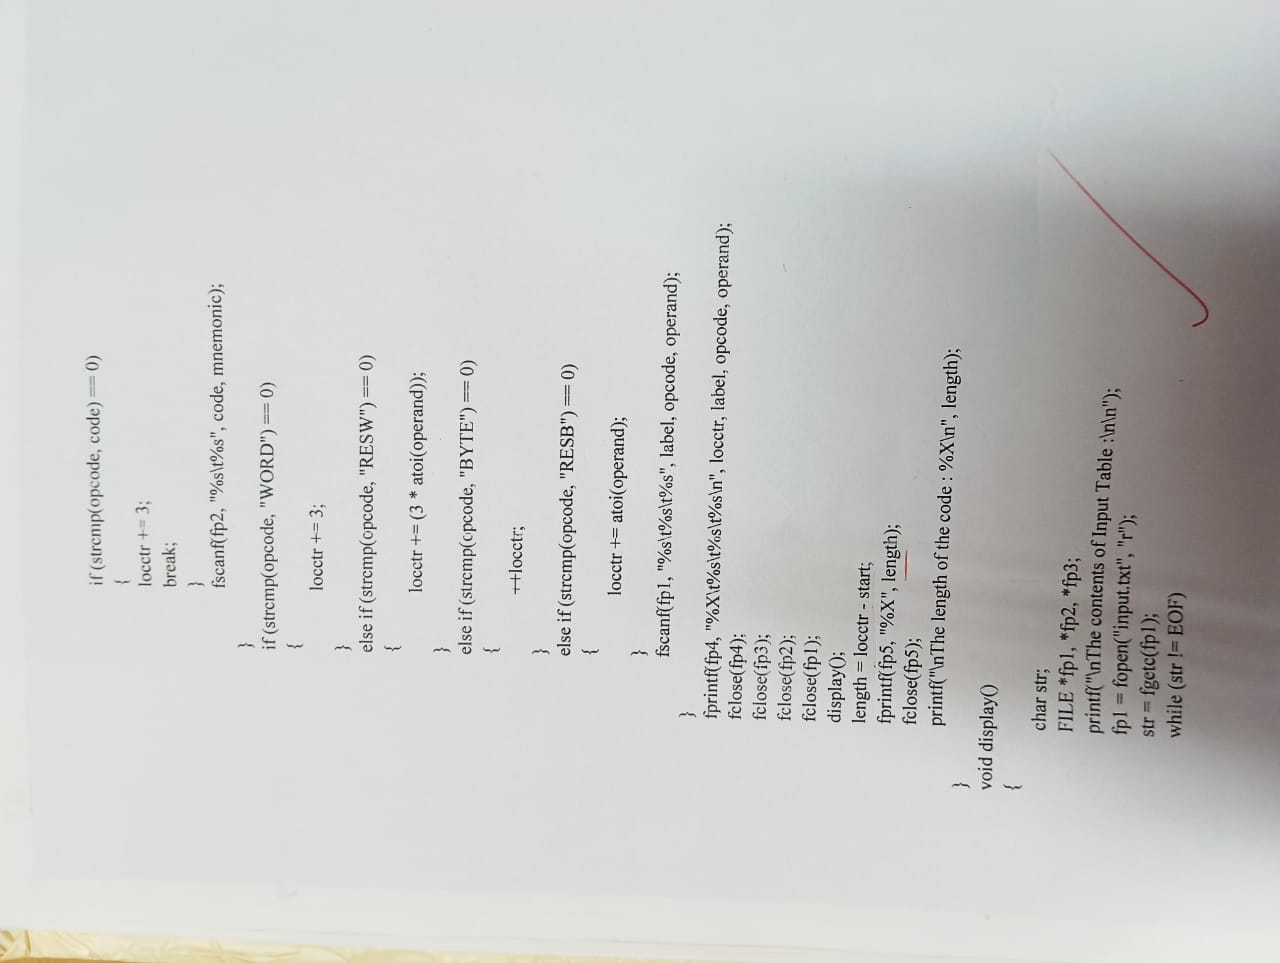 if (strcmp(opcode, code) == 0)
{
locctr += 3;
break;
}
fscanf(fp2, "%s\t%s", code, mnemonic);
}
if (strcmp(opcode, "WORD") == 0)
{
locctr += 3;
}
else if (strcmp(opcode, "RESW") == 0)
{
locctr += (3 * atoi(operand));
}
else if (strcmp(opcode, "BYTE") == 0)
{
++locctr;
}
else if (strcmp(opcode, "RESB") == 0)
{
locctr += atoi(operand);
}
fscanf(fp1, "%s\t%s\t%s", label, opcode, operand);
}
fprintf(fp4, "%X\t%s\t%s\t%s\n", locctr, label, opcode, operand);
fclose(fp4);
fclose(fp3);
fclose(fp2);
fclose(fp1);
display();
length = locctr - start;
fprintf(fp5, "%X", length);
fclose(fp5);
printf("\nThe length of the code : %X\n", length);
}
void display()
{
char str;
FILE *fp1, *fp2, *fp3;
printf("\nThe contents of Input Table :\n\n");
fp1 = fopen("input.txt", "r");
str = fgetc(fp1);
while (str != EOF)